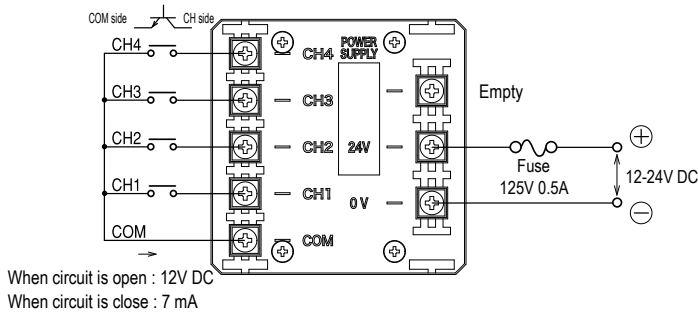 COM side
CH side
CH4
CH3
CH2
CH1
COM
CH4
CH3
CH2
CH1
COM
POWER
SUPPLY
24V
0 V
Empty
Fuse
125V 0.5A
+
12-24V DC
−
When circuit is open : 12V DC
When circuit is close : 7 mA